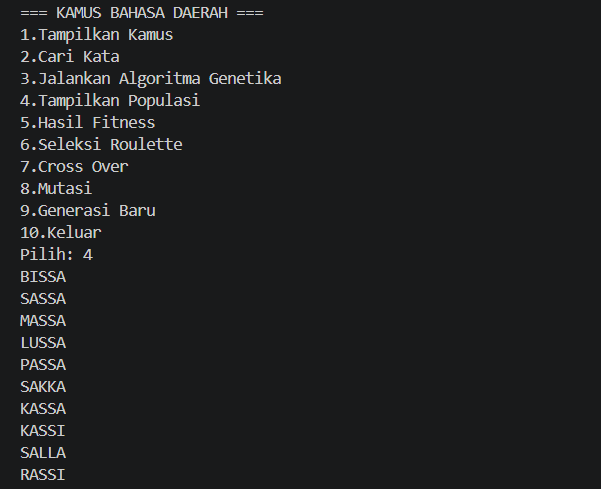 === KAMUS BAHASA DAERAH ===
1.Tampilkan Kamus
2.Cari Kata
3.Jalankan Algoritma Genetika
4.Tampilkan Populasi
5.Hasil Fitness
6.Seleksi Roulette
7.Cross Over
8.Mutasi
9.Generasi Baru
10.Keluar
Pilih: 4
BISSA
SASSA
MASSA
LUSSA
PASSA
SAKKA
KASSA
KASSI
SALLA
RASSI